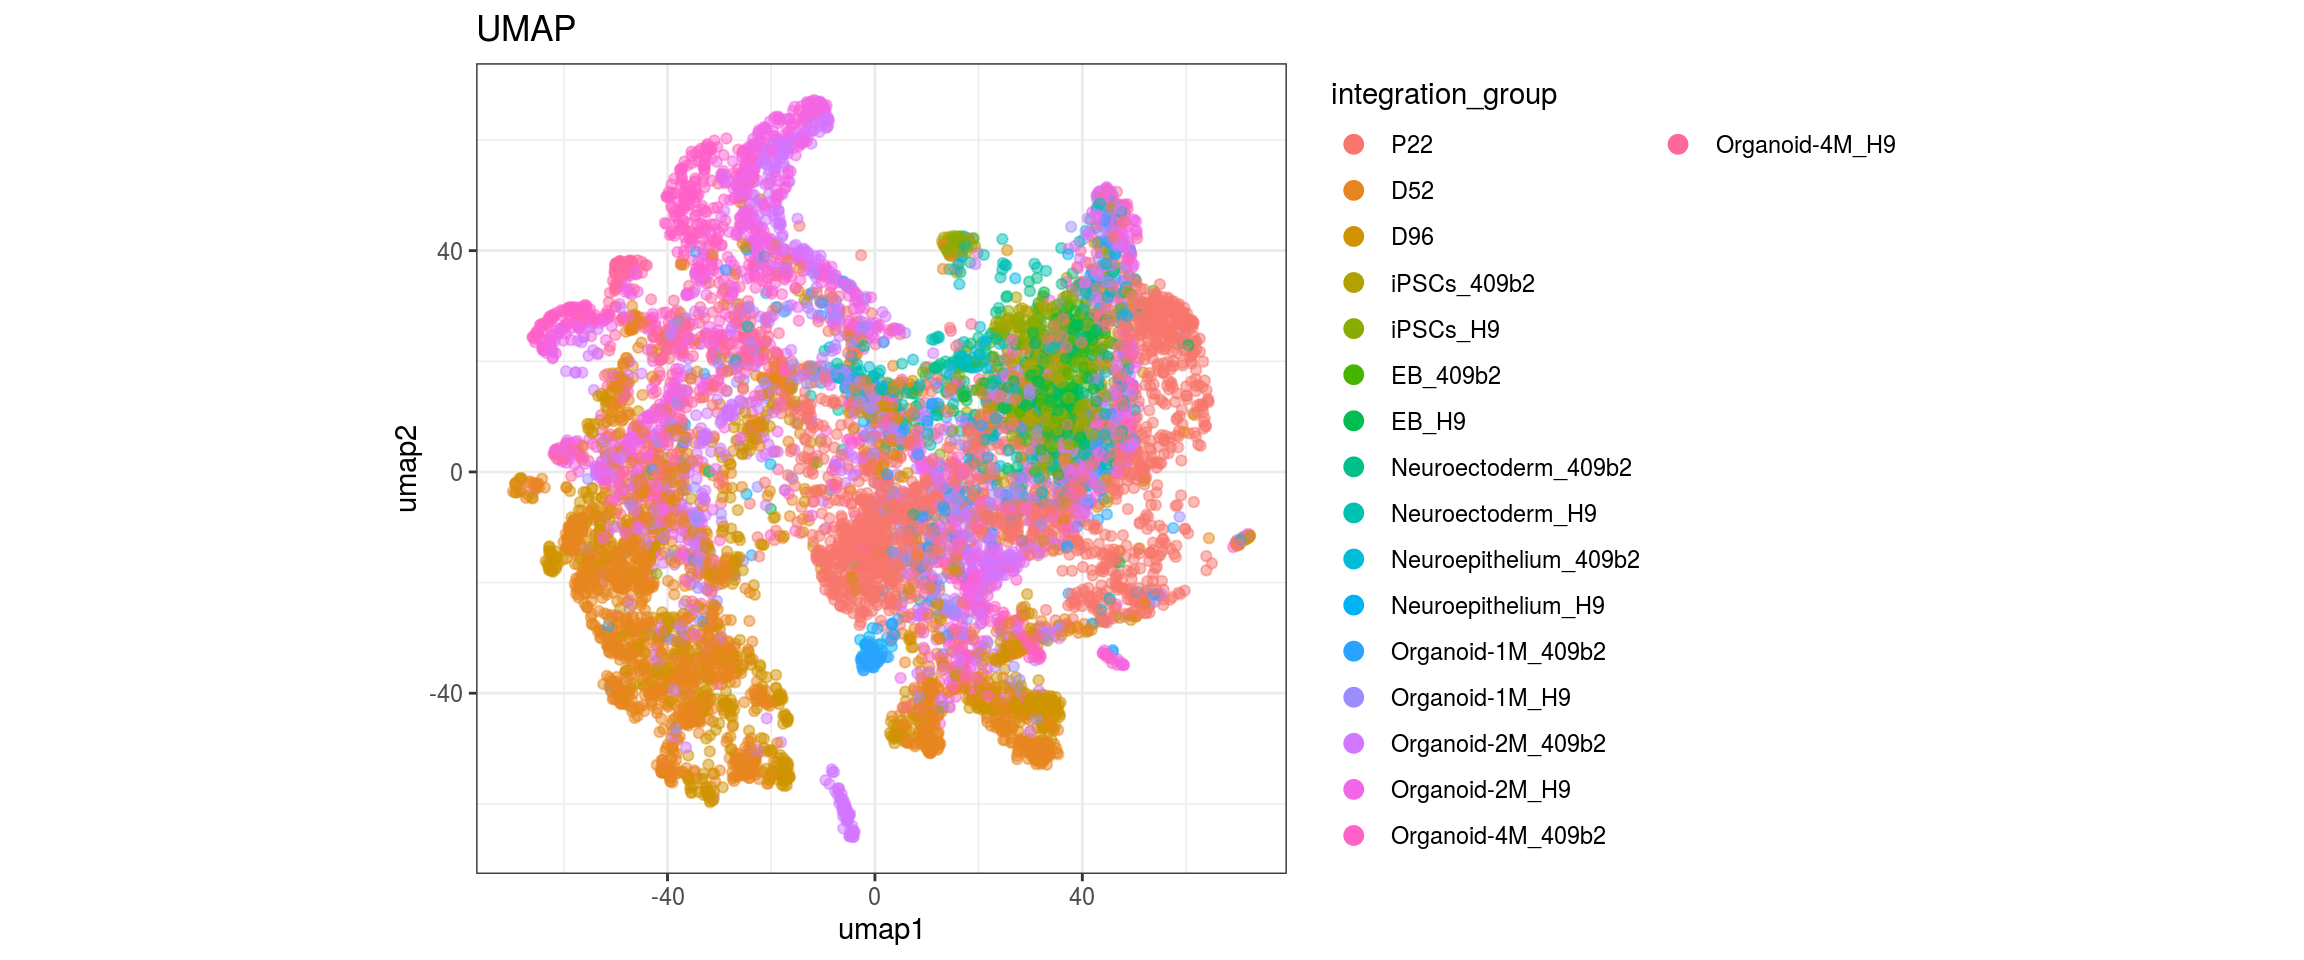 UMAP
integration_group
P22
D52
D96
iPSCs_409b2
iPSCs_H9
EB_409b2
EB_H9
Neuroectoderm_409b2
Neuroectoderm_H9
Neuroepithelium_409b2
Neuroepithelium_H9
Organoid-1M_409b2
Organoid-1M_H9
Organoid-2M_409b2
Organoid-2M_H9
Organoid-4M_409b2
Organoid-4M_H9
umap2
40
0
-40
-40
0
40
umap1